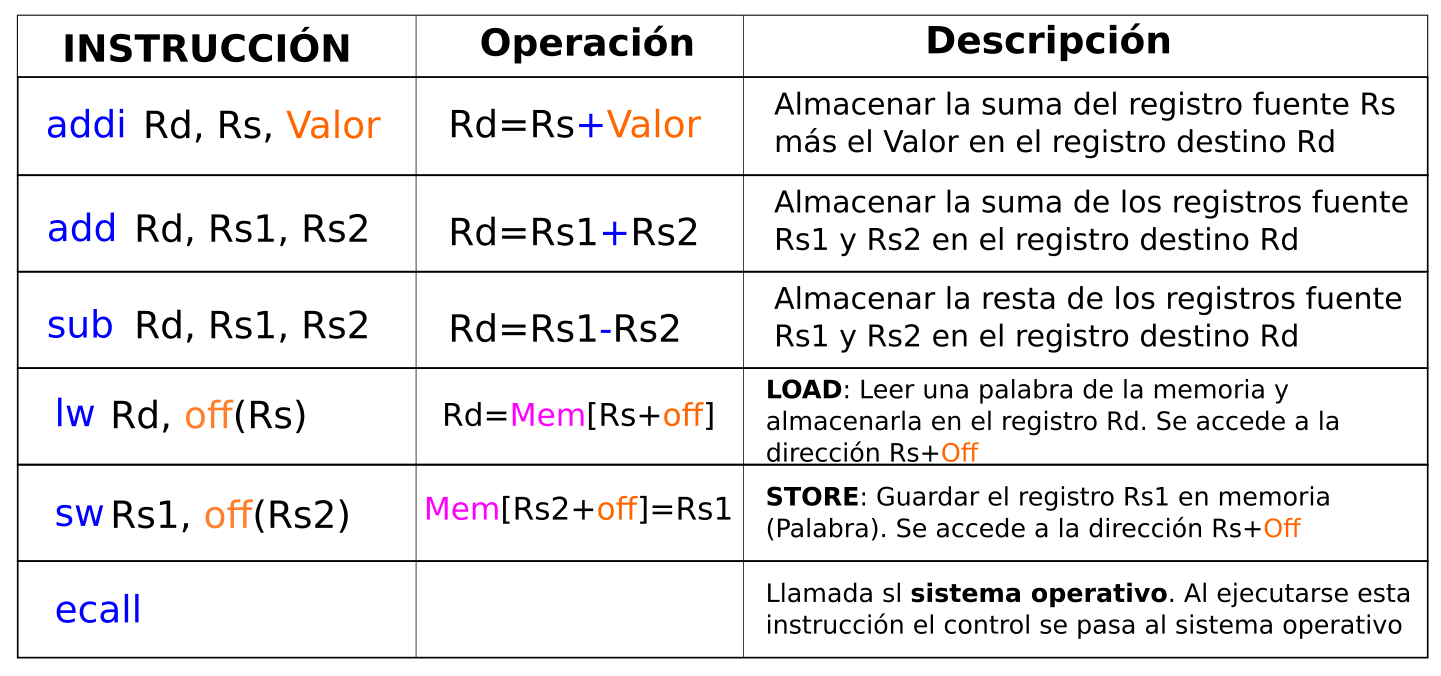 INSTRUCCIÓN Operación Descripción
addi Rd, Rs, Valor Rd=Rs+Valor Almacenar la suma del registro fuente Rs
más el Valor en el registro destino Rd
add Rd, Rs1, Rs2 Rd=Rs1+Rs2 Almacenar la suma de los registros fuente
Rs1 y Rs2 en el registro destino Rd
sub Rd, Rs1, Rs2 Rd=Rs1-Rs2 Almacenar la resta de los registros fuente
Rs1 y Rs2 en el registro destino Rd
lw Rd, off(Rs) Rd=Mem[Rs+off] LOAD: Leer una palabra de la memoria y
almacenarla en el registro Rd. Se accede a la
dirección Rs+Off
sw Rs1, off(Rs2) Mem[Rs2+off]=Rs1 STORE: Guardar el registro Rs1 en memoria
(Palabra). Se accede a la dirección Rs+Off
ecall Llamada sl sistema operativo. Al ejecutarse esta
instrucción el control se pasa al sistema operativo